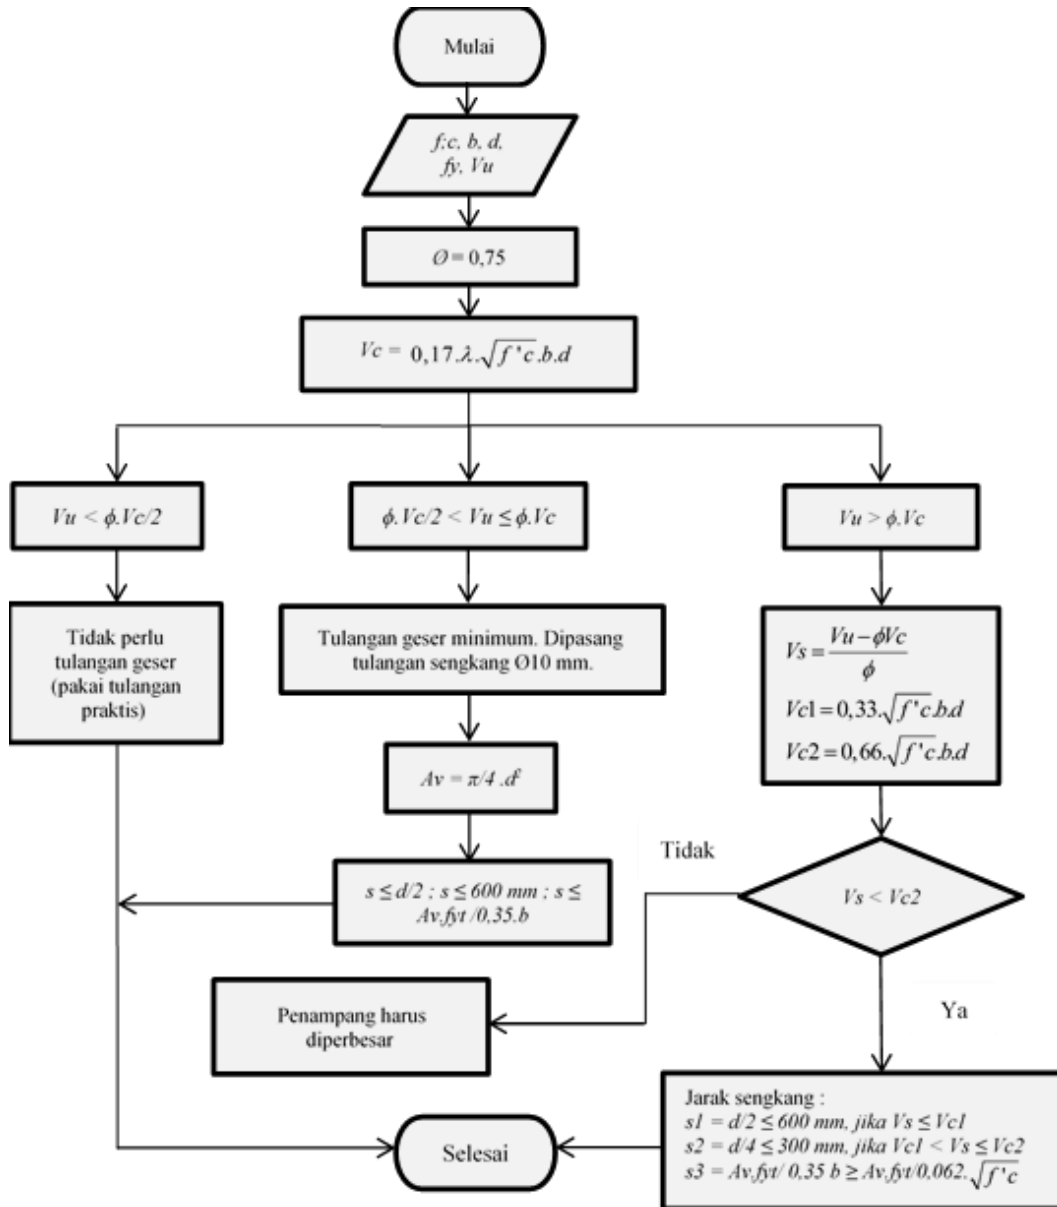 Mulai
f;c, b, d,
fy, Vu
Ø = 0,75
Vc = 0,17.λ.√f'c.b.d
Vu < ϕ.Vc/2
ϕ.Vc/2 < Vu ≤ ϕ.Vc
Vu > ϕ.Vc
Tidak perlu
tulangan geser
(pakai tulangan
praktis)
Tulangan geser minimum. Dipasang
tulangan sengkang Ø10 mm.
Vs = (Vu − ϕVc)/ϕ
Vc1 = 0,33.√f'c.b.d
Vc2 = 0,66.√f'c.b.d
Av = π/4 .d²
s ≤ d/2 ; s ≤ 600 mm ; s ≤
Av.fyt /0,35.b
Tidak
Vs < Vc2
Penampang harus
diperbesar
Ya
Jarak sengkang :
s1 = d/2 ≤ 600 mm, jika Vs ≤ Vc1
s2 = d/4 ≤ 300 mm, jika Vc1 < Vs ≤ Vc2
s3 = Av.fyt/ 0,35 b ≥ Av.fyt/0,062.√f'c
Selesai